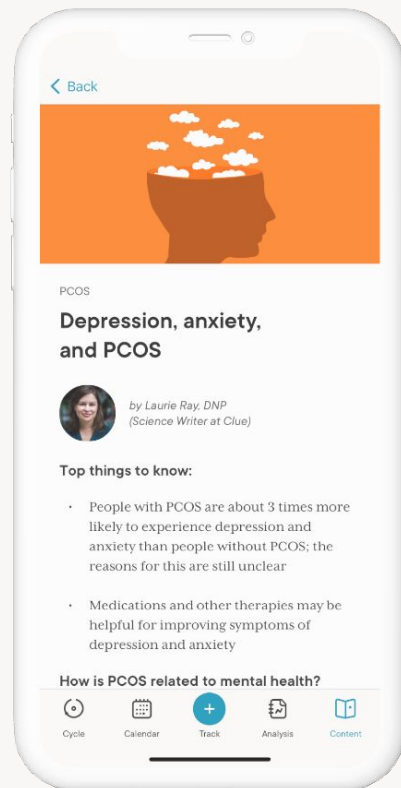 Back
PCOS
Depression, anxiety,
and PCOS
by Laurie Ray, DNP
(Science Writer at Clue)
Top things to know:
• People with PCOS are about 3 times more
likely to experience depression and
anxiety than people without PCOS; the
reasons for this are still unclear
• Medications and other therapies may be
helpful for improving symptoms of
depression and anxiety
How is PCOS related to mental health?
Cycle Calendar Track Analysis Content